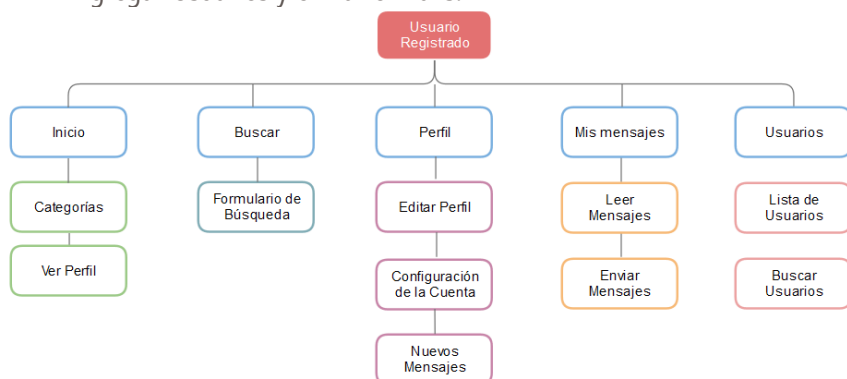 Usuario
Registrado
Inicio
Buscar
Perfil
Mis mensajes
Usuarios
Categorías
Formulario de
Búsqueda
Editar Perfil
Leer
Mensajes
Lista de
Usuarios
Ver Perfil
Configuración
de la Cuenta
Enviar
Mensajes
Buscar
Usuarios
Nuevos
Mensajes